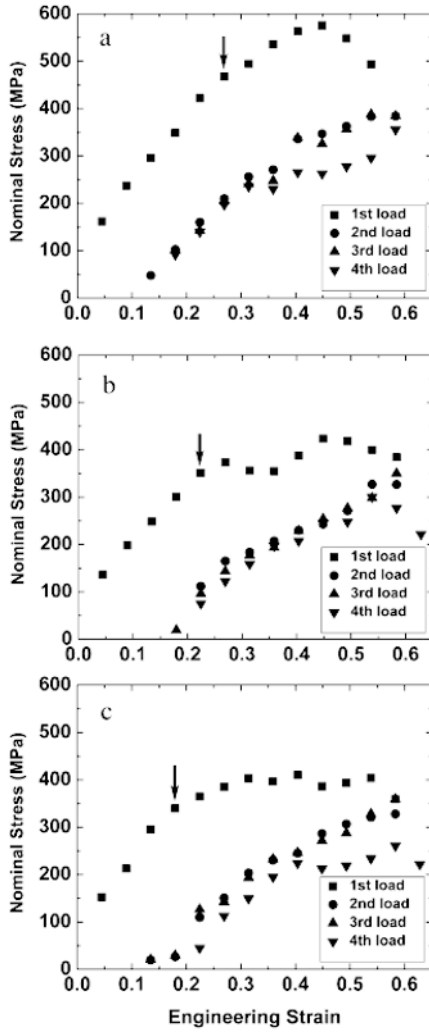 a
Nominal Stress (MPa)
600
500
400
300
200
100
0
0.0 0.1 0.2 0.3 0.4 0.5 0.6
1st load
2nd load
3rd load
4th load
b
Nominal Stress (MPa)
600
500
400
300
200
100
0
0.0 0.1 0.2 0.3 0.4 0.5 0.6
1st load
2nd load
3rd load
4th load
c
Nominal Stress (MPa)
600
500
400
300
200
100
0
0.0 0.1 0.2 0.3 0.4 0.5 0.6
1st load
2nd load
3rd load
4th load
Engineering Strain